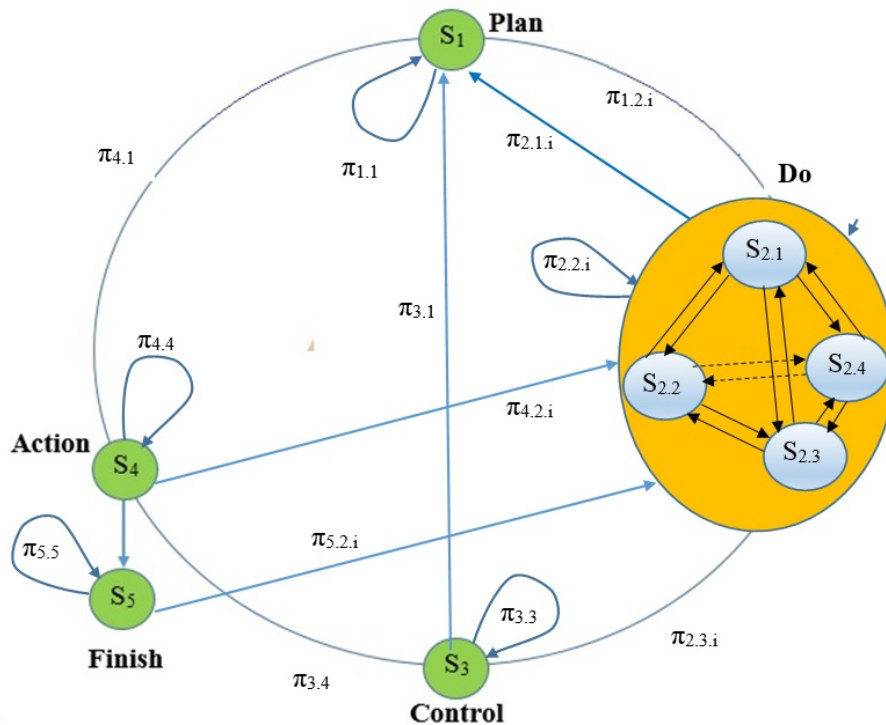 Plan
S1
π1.2.i
π4.1
π2.1.i
π1.1
Do
S2.1
π2.2.i
π3.1
π4.4
S2.4
S2.2
π4.2.i
Action
S4
S2.3
π5.5
π5.2.i
S5
π3.3
π2.3.i
Finish
S3
π3.4
Control